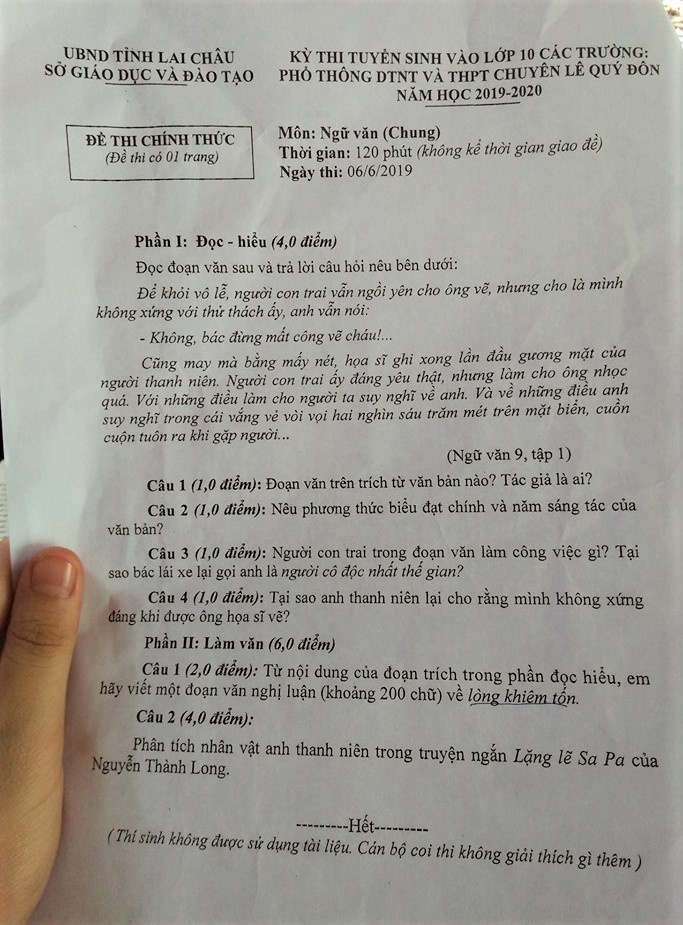 UBND TỈNH LAI CHÂU
SỞ GIÁO DỤC VÀ ĐÀO TẠO
KỲ THI TUYỂN SINH VÀO LỚP 10 CÁC TRƯỜNG:
PHỔ THÔNG DTNT VÀ THPT CHUYÊN LÊ QUÝ ĐÔN
NĂM HỌC 2019-2020
ĐỀ THI CHÍNH THỨC
(Đề thi có 01 trang)
Môn: Ngữ văn (Chung)
Thời gian: 120 phút (không kể thời gian giao đề)
Ngày thi: 06/6/2019
Phần I: Đọc - hiểu (4,0 điểm)
Đọc đoạn văn sau và trả lời câu hỏi nêu bên dưới:
Để khỏi vô lễ, người con trai vẫn ngồi yên cho ông vẽ, nhưng cho là mình
không xứng với thử thách ấy, anh vẫn nói:
- Không, bác đừng mất công vẽ cháu!...
Cũng may mà bằng mấy nét, họa sĩ ghi xong lần đầu gương mặt của
người thanh niên. Người con trai ấy đáng yêu thật, nhưng làm cho ông nhọc
quá. Với những điều làm cho người ta suy nghĩ về anh. Và về những điều anh
suy nghĩ trong cái vắng vẻ vòi vọi hai nghìn sáu trăm mét trên mặt biển, cuồn
cuộn tuôn ra khi gặp người...
(Ngữ văn 9, tập 1)
Câu 1 (1,0 điểm): Đoạn văn trên trích từ văn bản nào? Tác giả là ai?
Câu 2 (1,0 điểm): Nêu phương thức biểu đạt chính và năm sáng tác của
văn bản?
Câu 3 (1,0 điểm): Người con trai trong đoạn văn làm công việc gì? Tại
sao bác lái xe lại gọi anh là người cô độc nhất thế gian?
Câu 4 (1,0 điểm): Tại sao anh thanh niên lại cho rằng mình không xứng
đáng khi được ông họa sĩ vẽ?
Phần II: Làm văn (6,0 điểm)
Câu 1 (2,0 điểm): Từ nội dung của đoạn trích trong phần đọc hiểu, em
hãy viết một đoạn văn nghị luận (khoảng 200 chữ) về lòng khiêm tốn.
Câu 2 (4,0 điểm):
Phân tích nhân vật anh thanh niên trong truyện ngắn Lặng lẽ Sa Pa của
Nguyễn Thành Long.
---------Hết---------
(Thí sinh không được sử dụng tài liệu. Cán bộ coi thi không giải thích gì thêm)